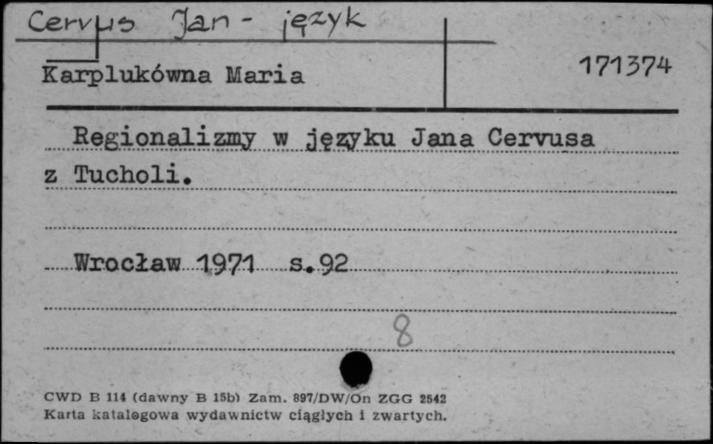 Cervus Jan - język
Karplukówna Maria 171374
Regionalizmy w języku Jana Cervusa
z Tucholi.
Wrocław 1971 s.92
8
CWD B 114 (dawny B 15b) Zam. 897/DW/On ZGG 2542
Karta katalogowa wydawnictw ciągłych i zwartych.